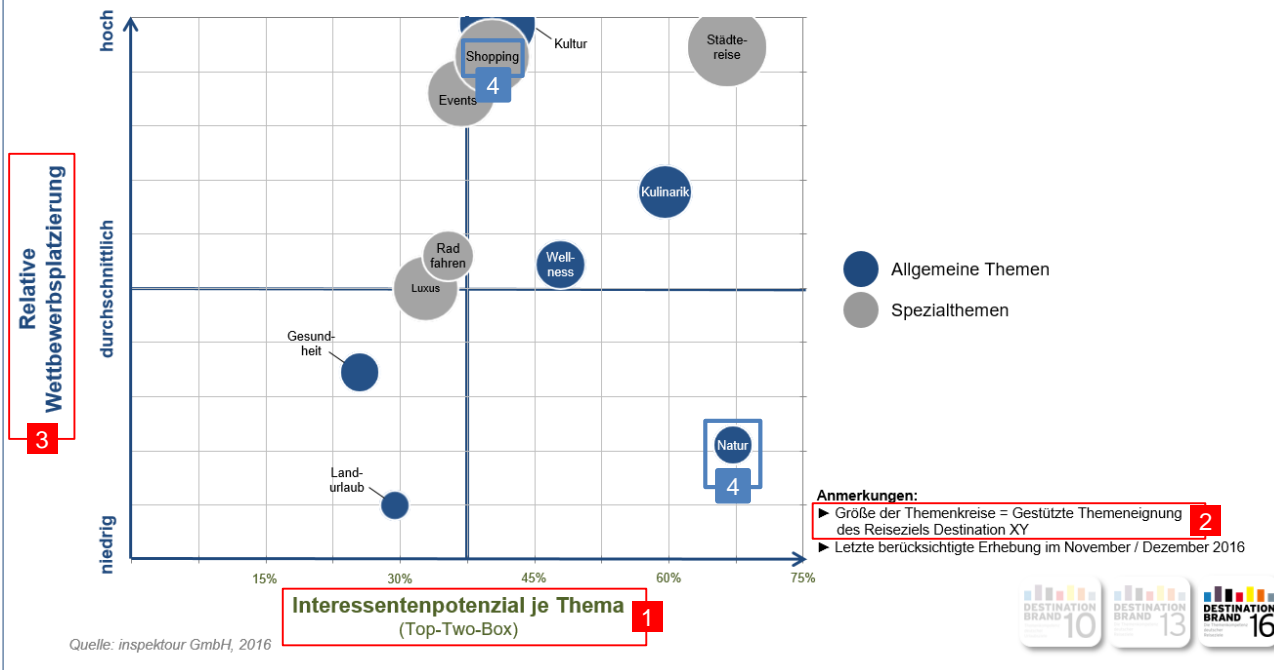 hoch
Kultur
Städte-
reise
Shopping
4
Events
Relative
Wettbewerbsplatzierung
3
durchschnittlich
Kulinarik
Rad
fahren
Well-
ness
Luxus
Allgemeine Themen
Spezialthemen
Gesund-
heit
Natur
4
Land-
urlaub
niedrig
Anmerkungen:
► Größe der Themenkreise = Gestützte Themeneignung
des Reiseziels Destination XY
2
► Letzte berücksichtigte Erhebung im November / Dezember 2016
15%
30%
45%
60%
75%
Interessentenpotenzial je Thema
(Top-Two-Box)
1
Quelle: inspektour GmbH, 2016
DESTINATION
BRAND 10
DESTINATION
BRAND 13
DESTINATION
BRAND 16